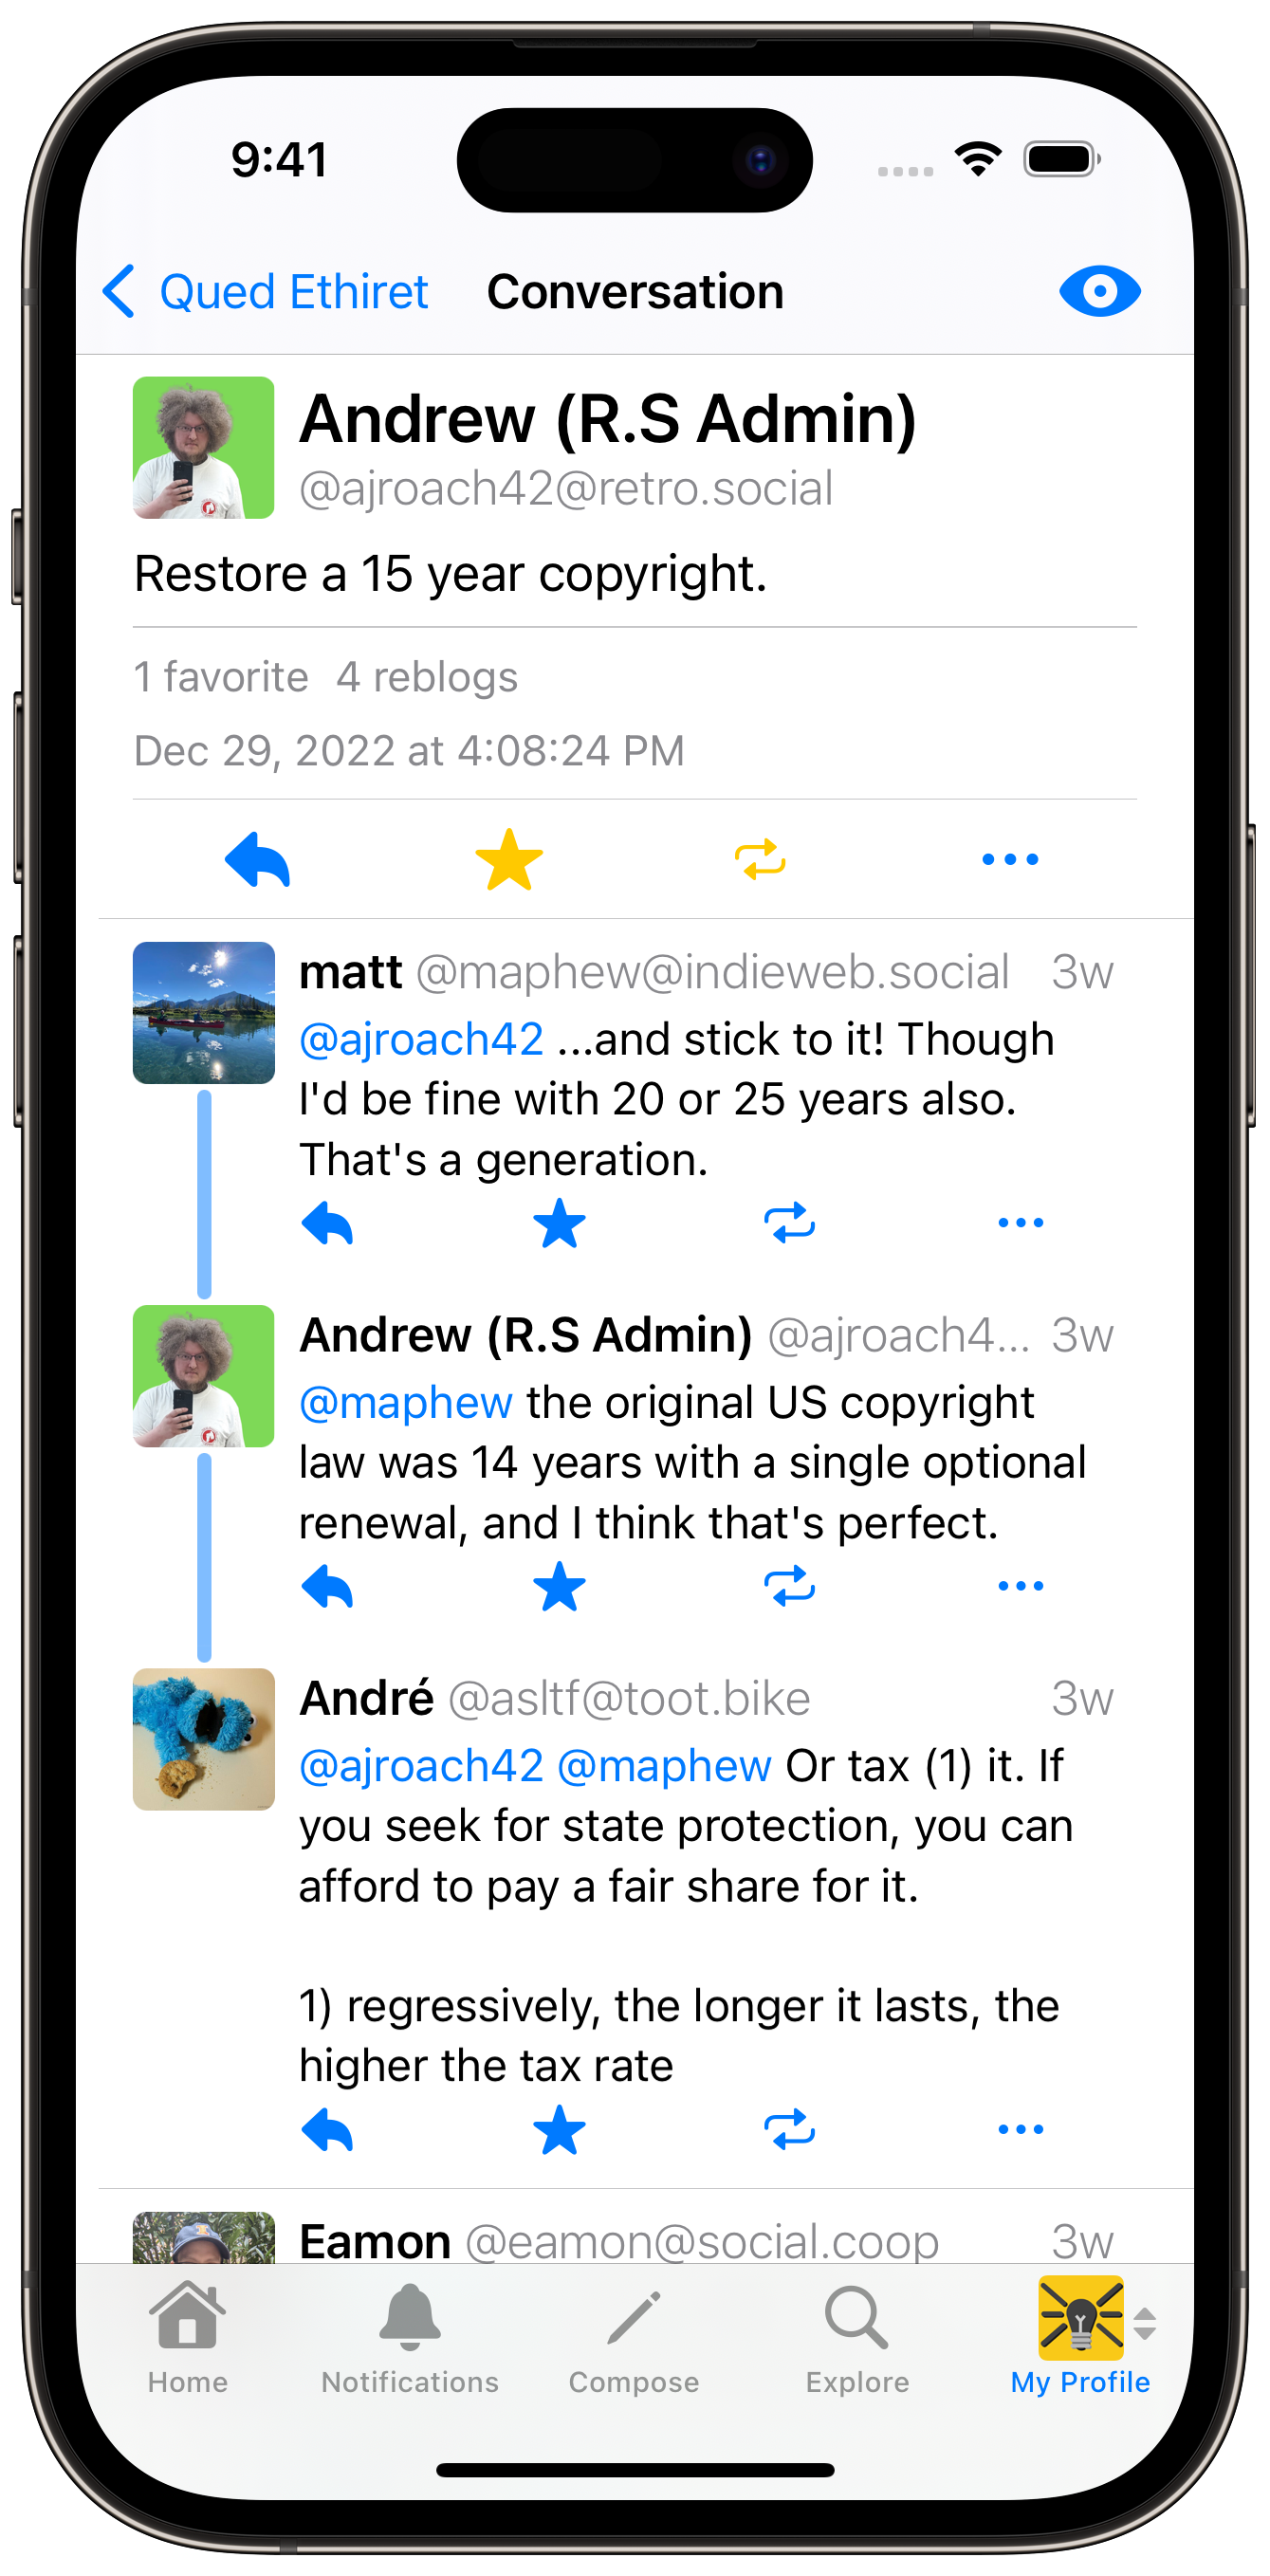 9:41
Qued Ethiret
Conversation
Andrew (R.S Admin)
@ajroach42@retro.social
Restore a 15 year copyright.
1 favorite 4 reblogs
Dec 29, 2022 at 4:08:24 PM
matt @maphew@indieweb.social 3w
@ajroach42 ...and stick to it! Though
I'd be fine with 20 or 25 years also.
That's a generation.
Andrew (R.S Admin) @ajroach4... 3w
@maphew the original US copyright
law was 14 years with a single optional
renewal, and I think that's perfect.
André @asltf@toot.bike 3w
@ajroach42 @maphew Or tax (1) it. If
you seek for state protection, you can
afford to pay a fair share for it.
1) regressively, the longer it lasts, the
higher the tax rate
Eamon @eamon@social.coop 3w
Home
Notifications
Compose
Explore
My Profile